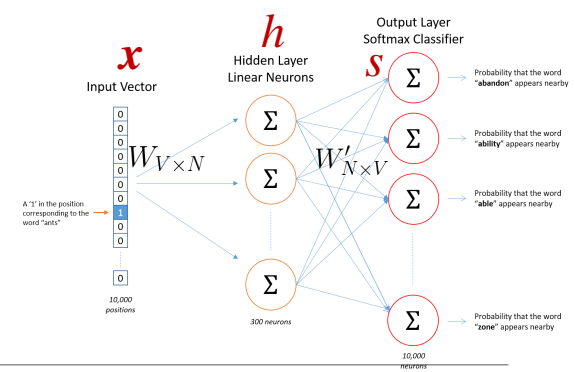 x
Input Vector
0
0
0
0
0
0
0
1
0
0
0
10,000
positions
A ‘1’ in the position
corresponding to the
word “ants”
W V×N
h
Hidden Layer
Linear Neurons
Σ
Σ
Σ
300 neurons
W′ N×V
Output Layer
Softmax Classifier
s
Σ
Σ
Σ
Σ
10,000
neurons
Probability that the word
“abandon” appears nearby
Probability that the word
“ability” appears nearby
Probability that the word
“able” appears nearby
Probability that the word
“zone” appears nearby